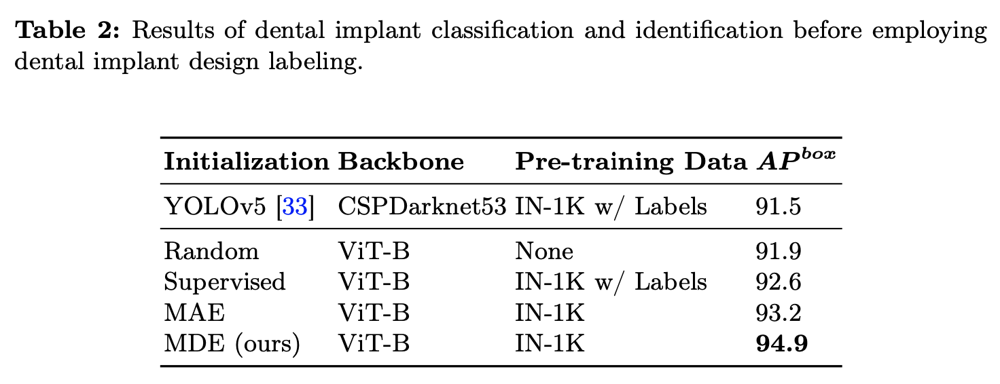 Table 2: Results of dental implant classification and identification before employing
dental implant design labeling.
Initialization Backbone Pre-training Data AP^box
YOLOv5 [33] CSPDarknet53 IN-1K w/ Labels 91.5
Random ViT-B None 91.9
Supervised ViT-B IN-1K w/ Labels 92.6
MAE ViT-B IN-1K 93.2
MDE (ours) ViT-B IN-1K 94.9